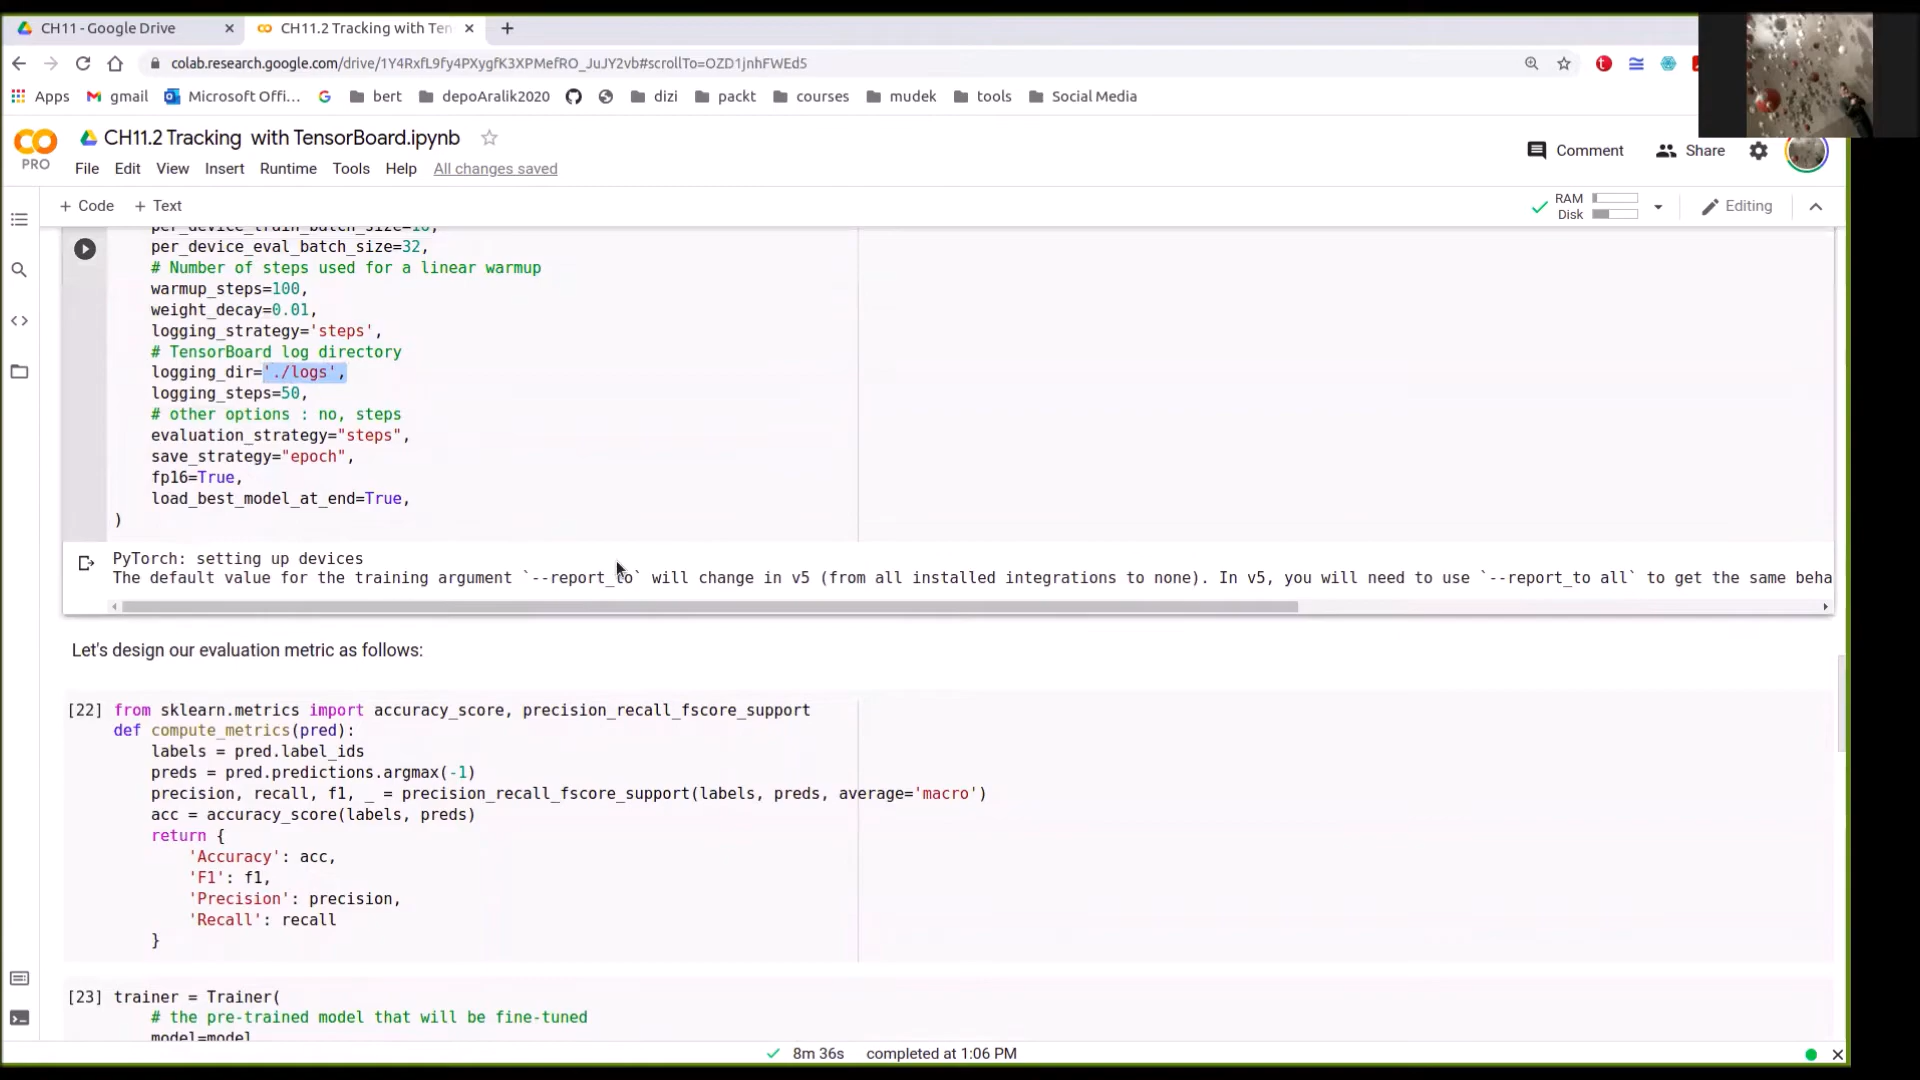 CH11 - Google Drive
CH11.2 Tracking with Ten
colab.research.google.com/drive/1Y4RxfL9fy4PXygfK3XPMefRO_JuJY2vb#scrollTo=OZD1jnhFWEd5
Apps
gmail
Microsoft Offi...
bert
depoAralik2020
dizi
packt
courses
mudek
tools
Social Media
CO
PRO
CH11.2 Tracking with TensorBoard.ipynb
Comment
Share
File Edit View Insert Runtime Tools Help All changes saved
+ Code + Text
RAM
Disk
Editing
per_device_train_batch_size=16,
per_device_eval_batch_size=32,
# Number of steps used for a linear warmup
warmup_steps=100,
weight_decay=0.01,
logging_strategy='steps',
# TensorBoard log directory
logging_dir='./logs',
logging_steps=50,
# other options : no, steps
evaluation_strategy="steps",
save_strategy="epoch",
fp16=True,
load_best_model_at_end=True,
)
PyTorch: setting up devices
The default value for the training argument `--report_to` will change in v5 (from all installed integrations to none). In v5, you will need to use `--report_to all` to get the same beha
Let's design our evaluation metric as follows:
[22] from sklearn.metrics import accuracy_score, precision_recall_fscore_support
def compute_metrics(pred):
labels = pred.label_ids
preds = pred.predictions.argmax(-1)
precision, recall, f1, _ = precision_recall_fscore_support(labels, preds, average='macro')
acc = accuracy_score(labels, preds)
return {
'Accuracy': acc,
'F1': f1,
'Precision': precision,
'Recall': recall
}
[23] trainer = Trainer(
# the pre-trained model that will be fine-tuned
model=model
8m 36s completed at 1:06 PM